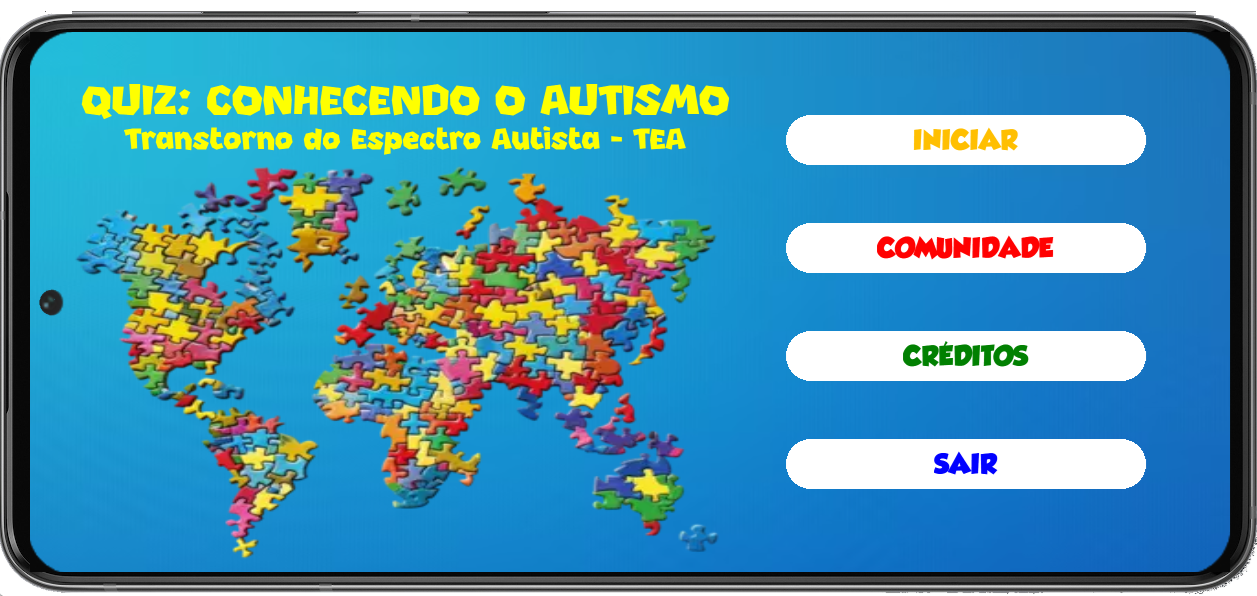 QUIZ: CONHECENDO O AUTISMO
Transtorno do Espectro Autista - TEA
INICIAR
COMUNIDADE
CRÉDITOS
SAIR